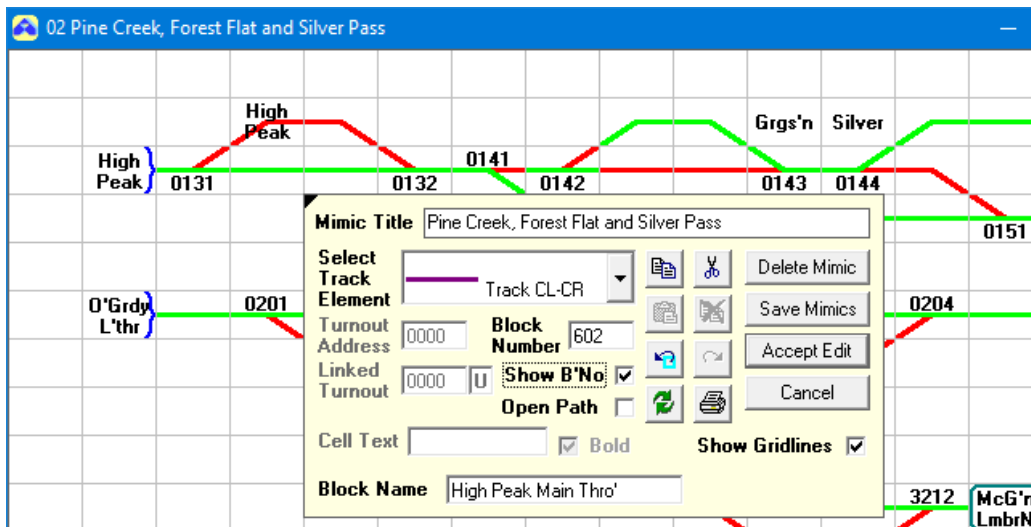 02 Pine Creek, Forest Flat and Silver Pass
High
Peak
Grgs'n Silver
High
Peak
0141
0131 0132 0142 0143 0144
0151
Mimic Title Pine Creek, Forest Flat and Silver Pass
Select
Track
Element
Track CL-CR
Delete Mimic
O'Grdy
L'thr
0201
Save Mimics
0204
Turnout
Address
0000
Block
Number
602
Accept Edit
Linked
Turnout
0000 U
Show B'No
Cancel
Open Path
Cell Text
Bold
Show Gridlines
Block Name High Peak Main Thro'
3212
McG'n
LmbrN